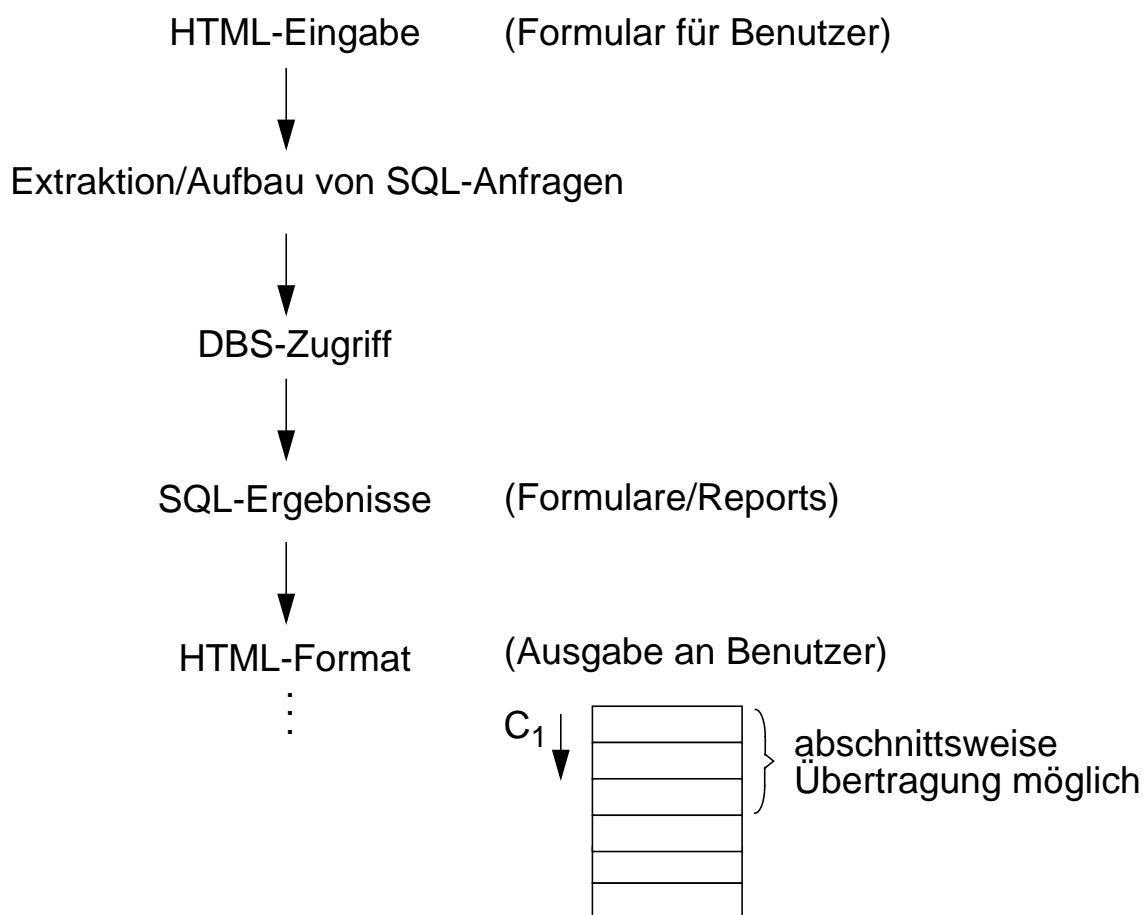 HTML-Eingabe (Formular für Benutzer)
Extraktion/Aufbau von SQL-Anfragen
DBS-Zugriff
SQL-Ergebnisse (Formulare/Reports)
HTML-Format (Ausgabe an Benutzer)
C1
abschnittsweise
Übertragung möglich